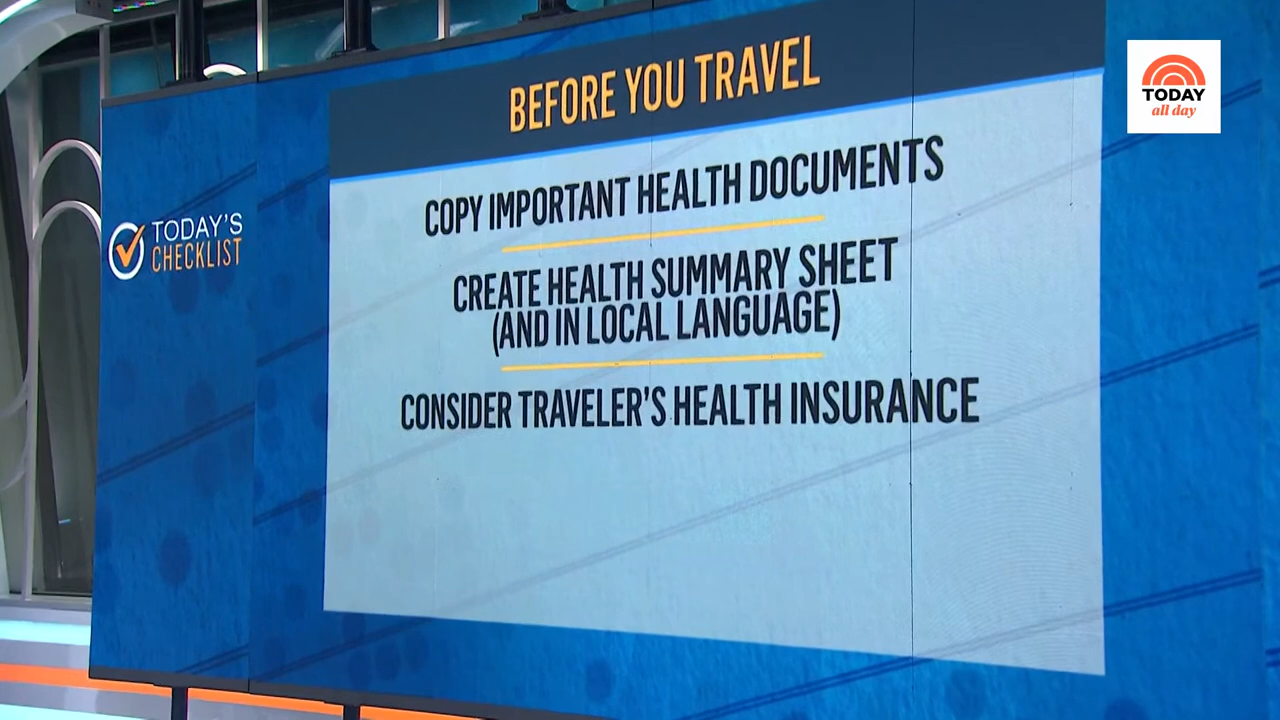 BEFORE YOU TRAVEL
COPY IMPORTANT HEALTH DOCUMENTS
CREATE HEALTH SUMMARY SHEET
(AND IN LOCAL LANGUAGE)
CONSIDER TRAVELER'S HEALTH INSURANCE
TODAY'S
CHECKLIST
TODAY
all day